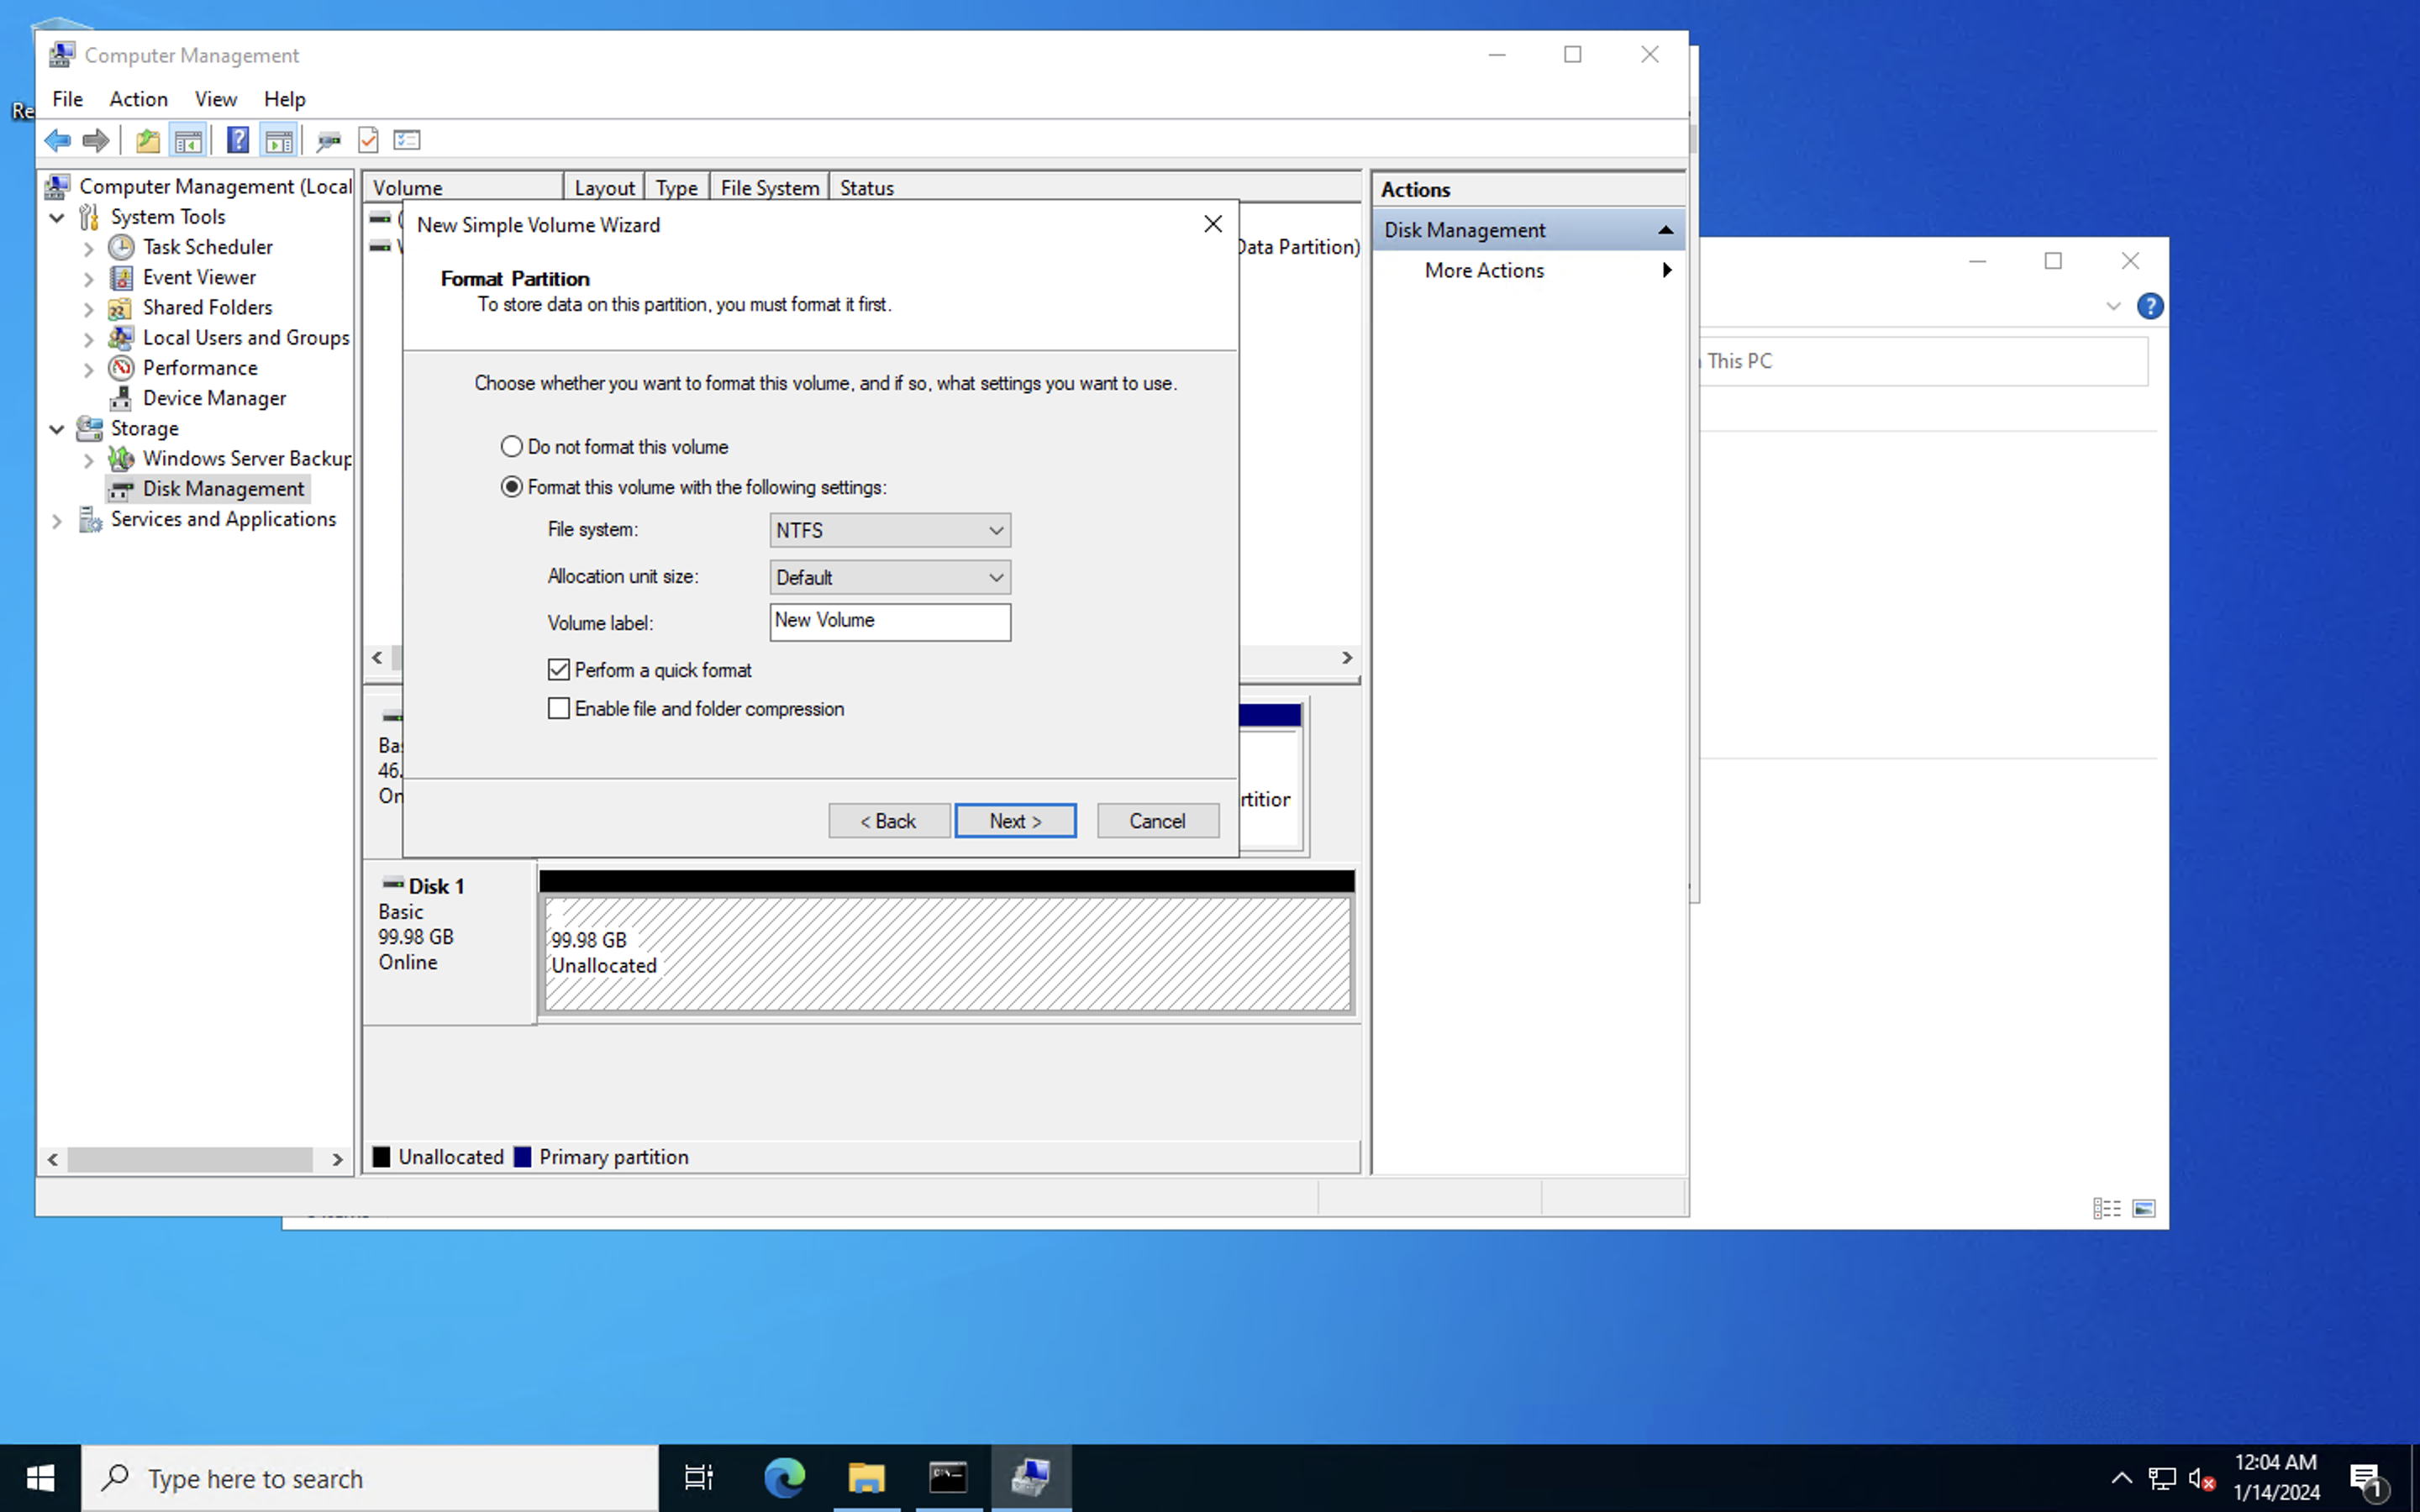 Computer Management
File Action View Help
Computer Management (Local
System Tools
Task Scheduler
Event Viewer
Shared Folders
Local Users and Groups
Performance
Device Manager
Storage
Windows Server Backup
Disk Management
Services and Applications
Volume Layout Type File System Status
Data Partition)
New Simple Volume Wizard
Format Partition
To store data on this partition, you must format it first.
Choose whether you want to format this volume, and if so, what settings you want to use.
Do not format this volume
Format this volume with the following settings:
File system: NTFS
Allocation unit size: Default
Volume label: New Volume
Perform a quick format
Enable file and folder compression
< Back Next > Cancel
Bas
46.
On
rtition
Disk 1
Basic
99.98 GB
Online
99.98 GB
Unallocated
Unallocated Primary partition
Actions
Disk Management
More Actions
This PC
Re
Type here to search
12:04 AM
1/14/2024
1